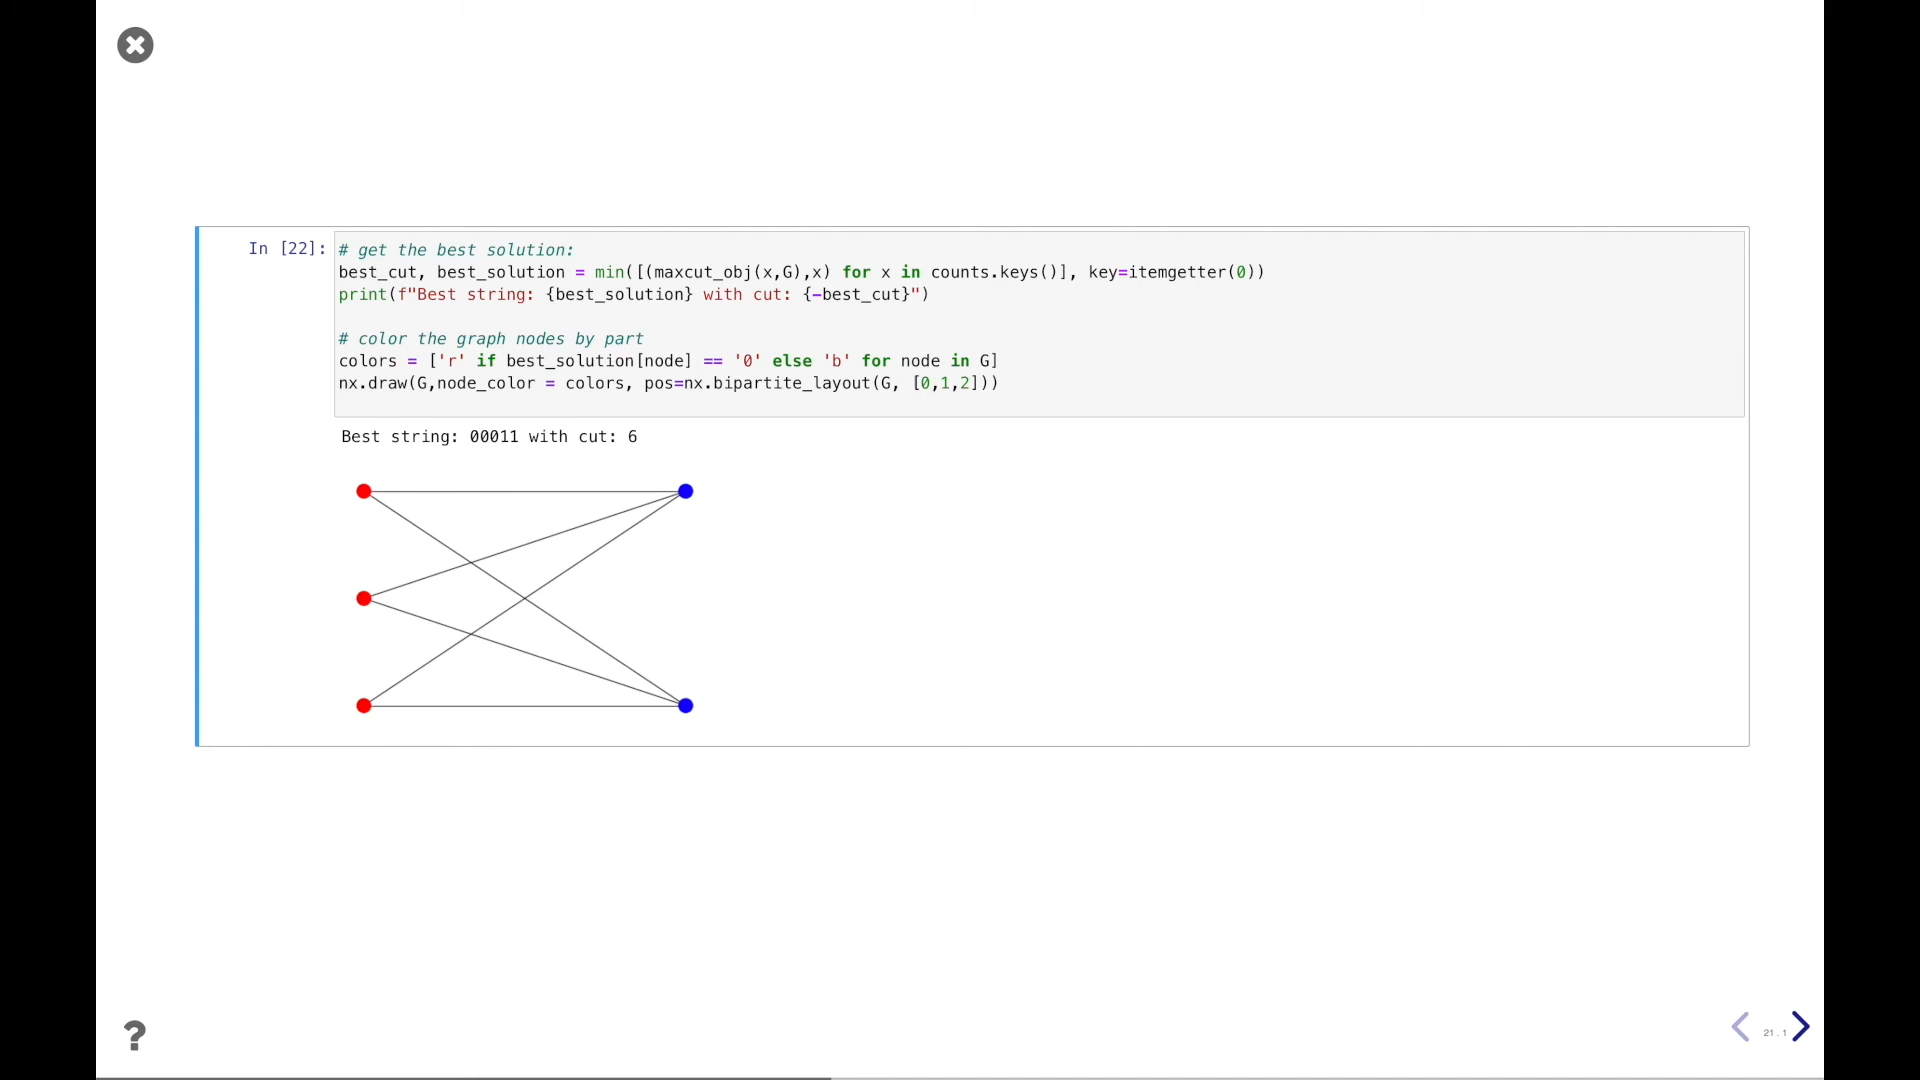 In [22]:
# get the best solution:
best_cut, best_solution = min([(maxcut_obj(x,G),x) for x in counts.keys()], key=itemgetter(0))
print(f"Best string: {best_solution} with cut: {-best_cut}")
# color the graph nodes by part
colors = ['r' if best_solution[node] == '0' else 'b' for node in G]
nx.draw(G,node_color = colors, pos=nx.bipartite_layout(G, [0,1,2]))
Best string: 00011 with cut: 6
?
21 . 1